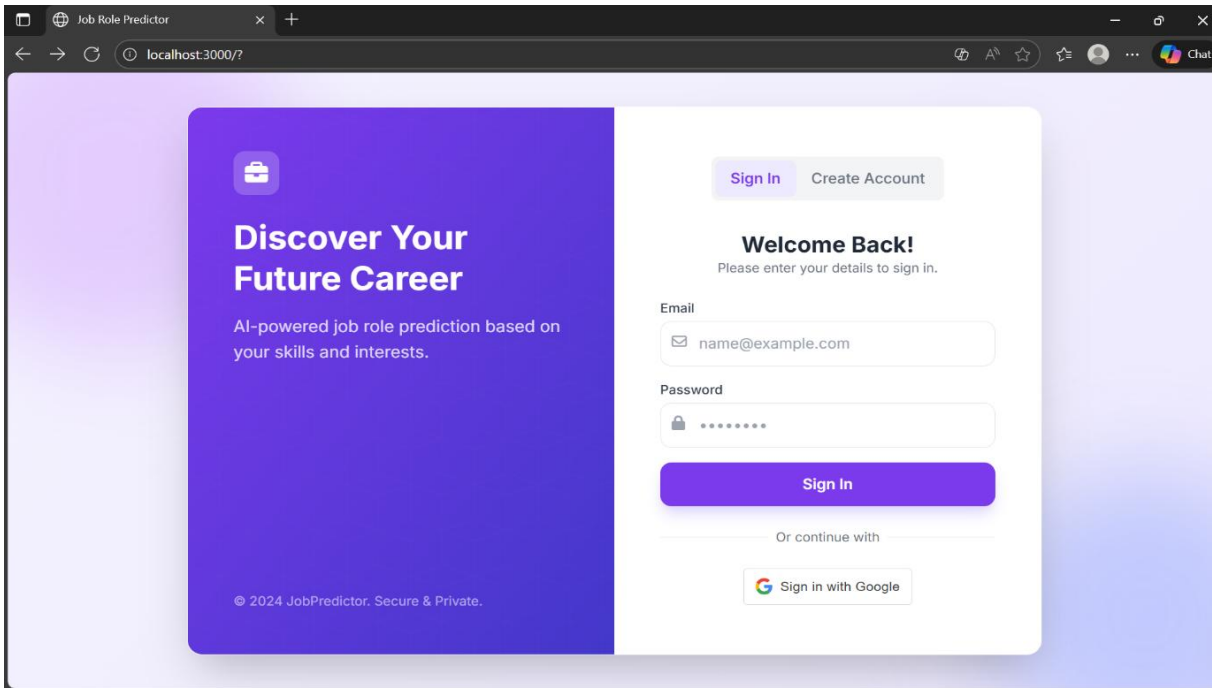 Job Role Predictor
localhost:3000/?
Chat
Discover Your
Future Career
AI-powered job role prediction based on
your skills and interests.
© 2024 JobPredictor. Secure & Private.
Sign In
Create Account
Welcome Back!
Please enter your details to sign in.
Email
name@example.com
Password
Sign In
Or continue with
Sign in with Google